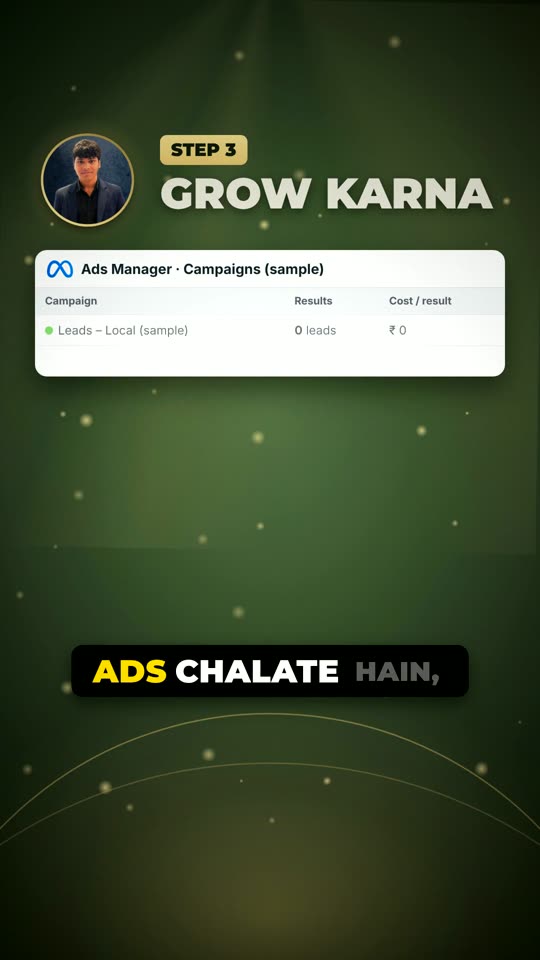 STEP 3
GROW KARNA
Ads Manager · Campaigns (sample)
Campaign Results Cost / result
Leads – Local (sample) 0 leads ₹ 0
ADS CHALATE HAIN,